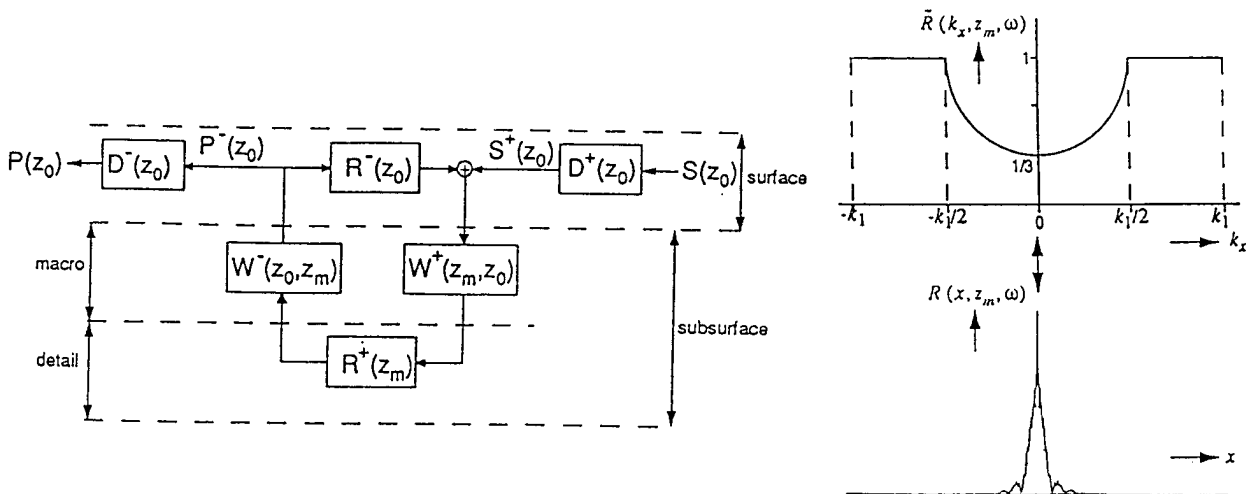 P⁻(z₀)
S⁺(z₀)
P(z₀)
D⁻(z₀)
R⁻(z₀)
+
D⁺(z₀)
S(z₀)
surface
macro
W⁻(z₀,zₘ)
W⁺(zₘ,z₀)
subsurface
detail
R⁺(zₘ)
R̃ (kₓ, zₘ, ω)
1
1/3
-k₁
-k₁/2
0
k₁/2
k₁
kₓ
R (x, zₘ, ω)
x